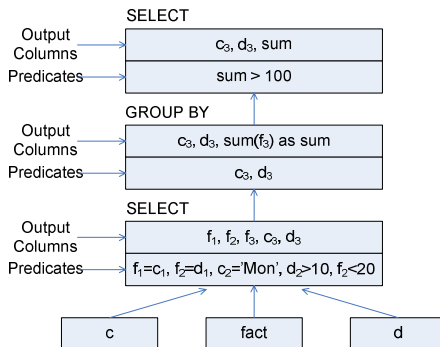 SELECT
Output Columns
c₃, d₃, sum
Predicates
sum > 100
GROUP BY
Output Columns
c₃, d₃, sum(f₃) as sum
Predicates
c₃, d₃
SELECT
Output Columns
f₁, f₂, f₃, c₃, d₃
Predicates
f₁=c₁, f₂=d₁, c₂='Mon', d₂>10, f₂<20
c
fact
d